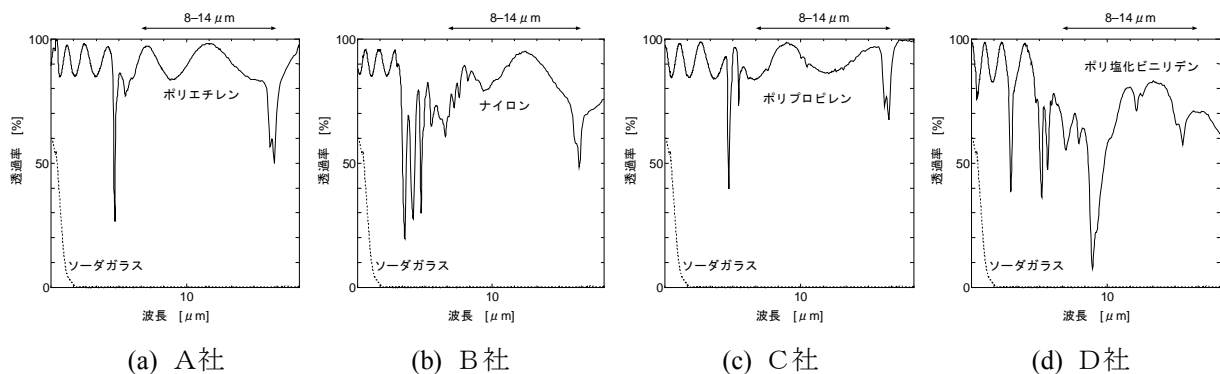 8–14 μm
100
50
0
透過率 [%]
ポリエチレン
ソーダガラス
10
波長 [μm]
(a) A社
8–14 μm
100
50
0
透過率 [%]
ナイロン
ソーダガラス
10
波長 [μm]
(b) B社
8–14 μm
100
50
0
透過率 [%]
ポリプロピレン
ソーダガラス
10
波長 [μm]
(c) C社
8–14 μm
100
50
0
透過率 [%]
ポリ塩化ビニリデン
ソーダガラス
10
波長 [μm]
(d) D社